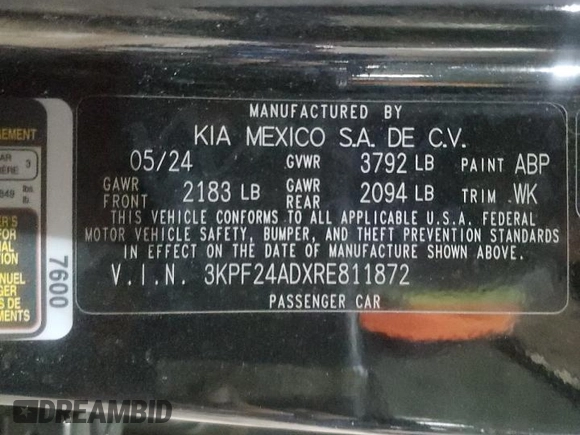 MANUFACTURED BY
KIA MEXICO S.A. DE C.V.
05/24 GVWR 3792 LB PAINT ABP
GAWR FRONT 2183 LB GAWR REAR 2094 LB TRIM WK
THIS VEHICLE CONFORMS TO ALL APPLICABLE U.S.A. FEDERAL
MOTOR VEHICLE SAFETY, BUMPER, AND THEFT PREVENTION STANDARDS
IN EFFECT ON THE DATE OF MANUFACTURE SHOWN ABOVE.
V.I.N. 3KPF24ADXRE811872
PASSENGER CAR
7600
DREAMBID